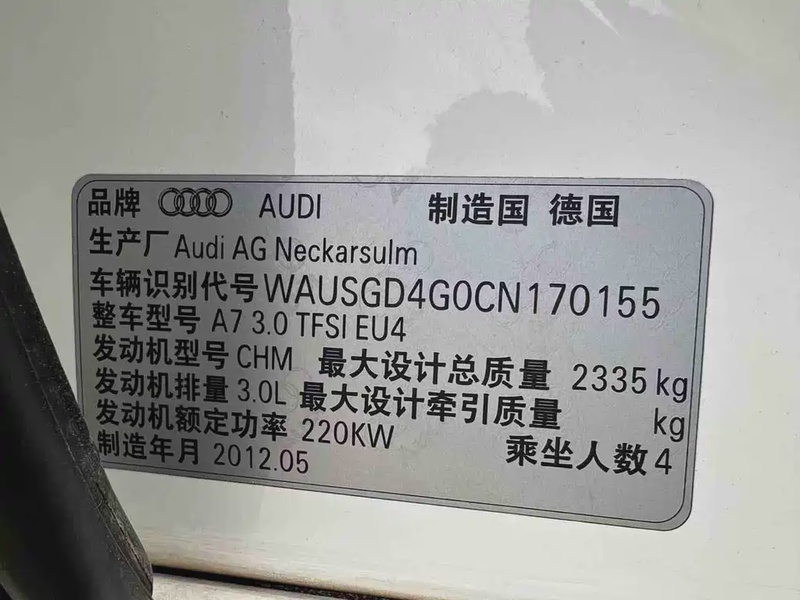 品牌 AUDI 制造国 德国
生产厂 Audi AG Neckarsulm
车辆识别代号 WAUSGD4G0CN170155
整车型号 A7 3.0 TFSI EU4
发动机型号 CHM 最大设计总质量 2335 kg
发动机排量 3.0L 最大设计牵引质量 kg
发动机额定功率 220KW 乘坐人数 4
制造年月 2012.05